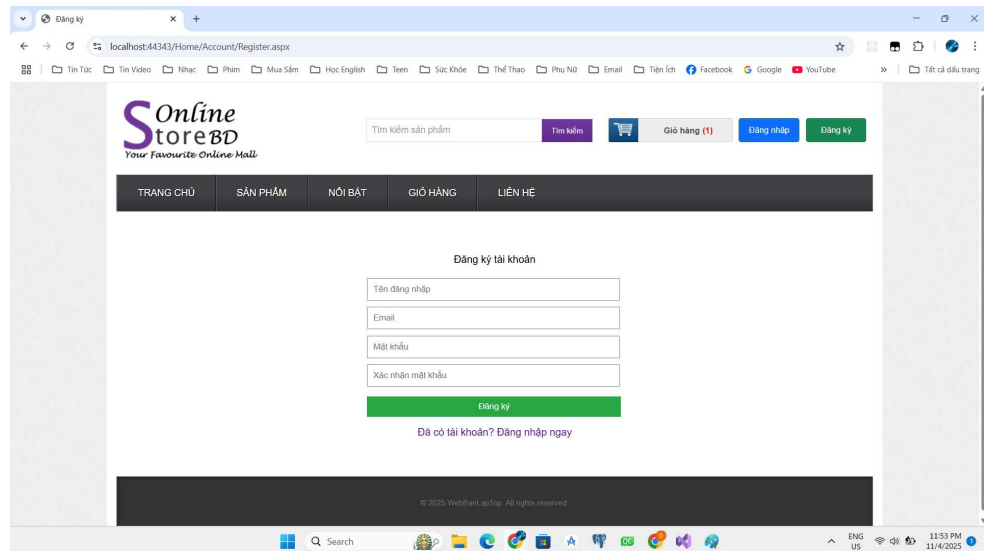 Đăng ký
localhost:44343/Home/Account/Register.aspx
Tin Tức Tin Video Nhạc Phim Mua Sắm Học English Teen Sức Khỏe Thể Thao Phụ Nữ Email Tiện Ích Facebook Google YouTube » Tất cả dấu trang
Online
StoreBD
Your Favourite Online Mall
Tìm kiếm sản phẩm Tìm kiếm Giỏ hàng (1) Đăng nhập Đăng ký
TRANG CHỦ SẢN PHẨM NỔI BẬT GIỎ HÀNG LIÊN HỆ
Đăng ký tài khoản
Tên đăng nhập
Email
Mật khẩu
Xác nhận mật khẩu
Đăng ký
Đã có tài khoản? Đăng nhập ngay
© 2025 WebBanLapTop. All rights reserved.
Search ENG US 11:53 PM 11/4/2025